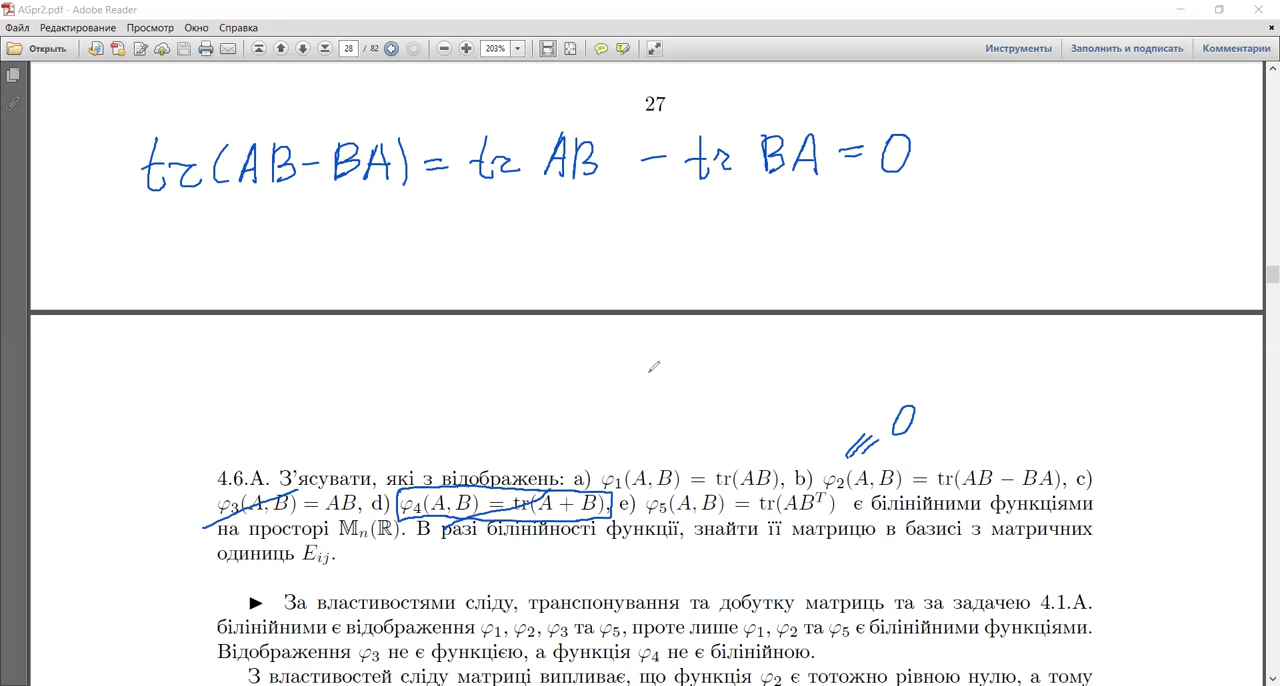 AGpr2.pdf - Adobe Reader
Файл Редактирование Просмотр Окно Справка
Открыть 28 / 82 203% Инструменты Заполнить и подписать Комментарии
27
tr(AB-BA) = tr AB - tr BA = 0
0
4.6.A. З'ясувати, які з відображень: a) φ₁(A, B) = tr(AB), b) φ₂(A, B) = tr(AB − BA), c)
φ₃(A, B) = AB, d) φ₄(A, B) = tr(A + B), e) φ₅(A, B) = tr(ABᵀ) є білінійними функціями
на просторі 𝕄ₙ(ℝ). В разі білінійності функції, знайти її матрицю в базисі з матричних
одиниць Eᵢⱼ.
► За властивостями сліду, транспонування та добутку матриць та за задачею 4.1.A.
білінійними є відображення φ₁, φ₂, φ₃ та φ₅, проте лише φ₁, φ₂ та φ₅ є білінійними функціями.
Відображення φ₃ не є функцією, а функція φ₄ не є білінійною.
З властивостей сліду матриці випливає, що функція φ₂ є тотожно рівною нулю, а тому